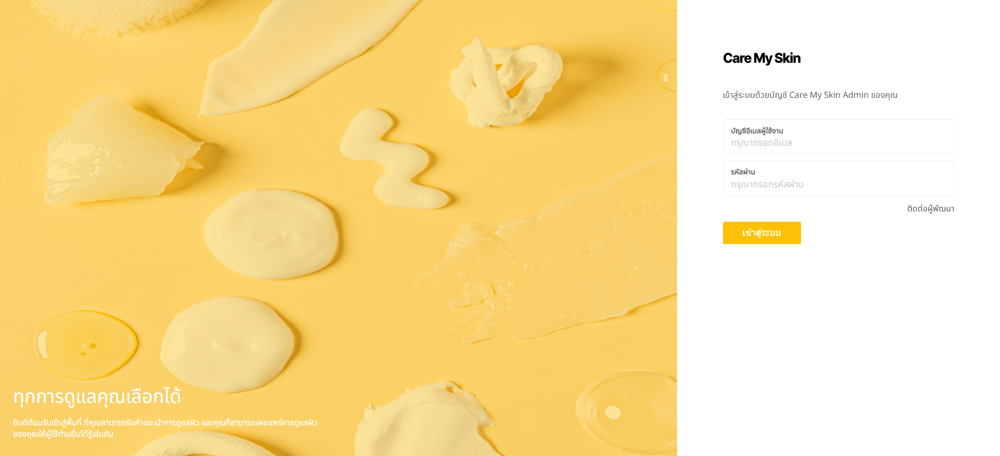 Care My Skin
เข้าสู่ระบบด้วยบัญชี Care My Skin Admin ของคุณ
บัญชีอีเมลผู้ใช้งาน
กรุณากรอกอีเมล
รหัสผ่าน
กรุณากรอกรหัสผ่าน
ติดต่อผู้พัฒนา
เข้าสู่ระบบ
ทุกการดูแลคุณเลือกได้
ยินดีต้อนรับเข้าสู่พื้นที่ ที่คุณสามารถรับคำแนะนำการดูแลผิว และคุณก็สามารถเผยแพร่การดูแลผิว
ของคุณให้ผู้ใช้ท่านอื่นได้รู้เช่นกัน